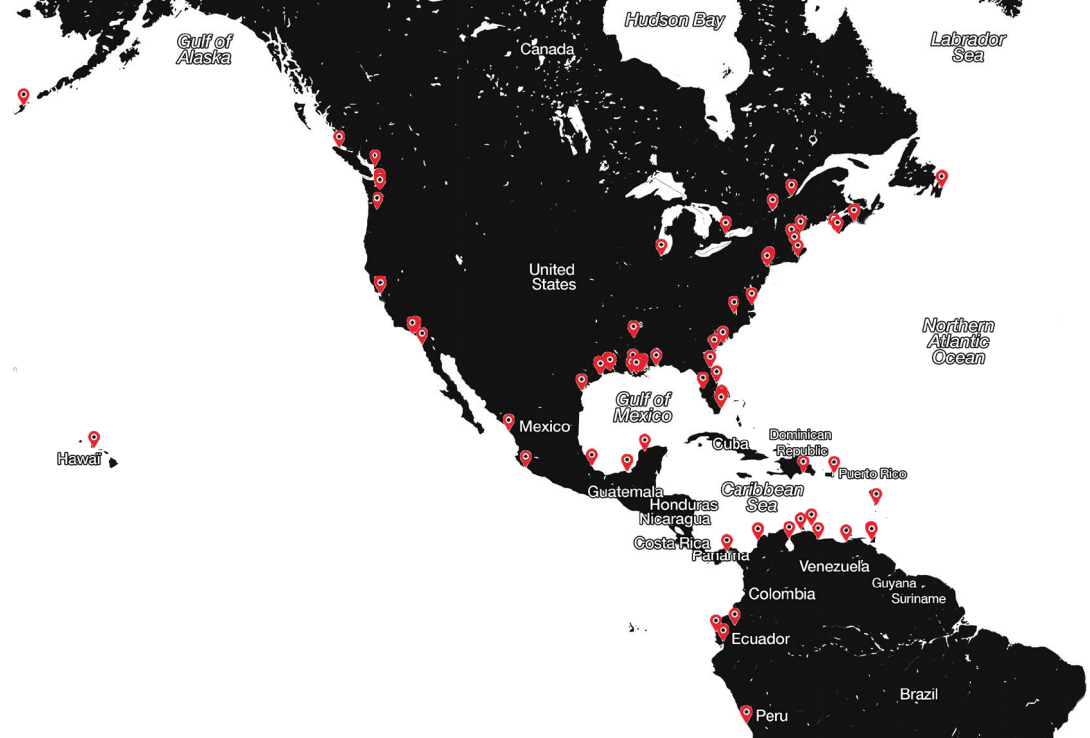 Hudson Bay
Gulf of
Alaska
Labrador
Sea
Canada
United
States
Northern
Atlantic
Ocean
Gulf of
Mexico
Mexico
Cuba
Dominican
Republic
Hawaï
Puerto Rico
Guatemala
Caribbean
Sea
Honduras
Nicaragua
Costa Rica
Panama
Venezuela
Guyana
Suriname
Colombia
Ecuador
Brazil
Peru